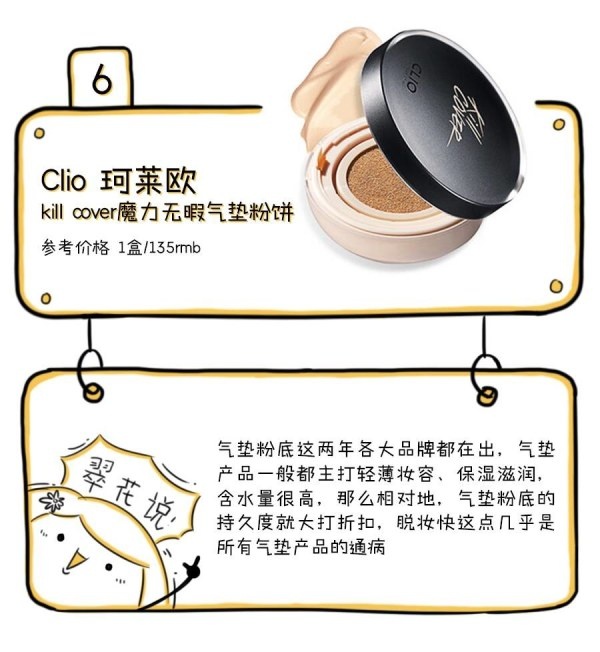 6
CLIO
Kill
COVER
Clio 珂莱欧
kill cover魔力无暇气垫粉饼
参考价格 1盒/135rmb
翠花说
气垫粉底这两年各大品牌都在出，气垫
产品一般都主打轻薄妆容、保湿滋润，
含水量很高，那么相对地，气垫粉底的
持久度就大打折扣，脱妆快这点几乎是
所有气垫产品的通病